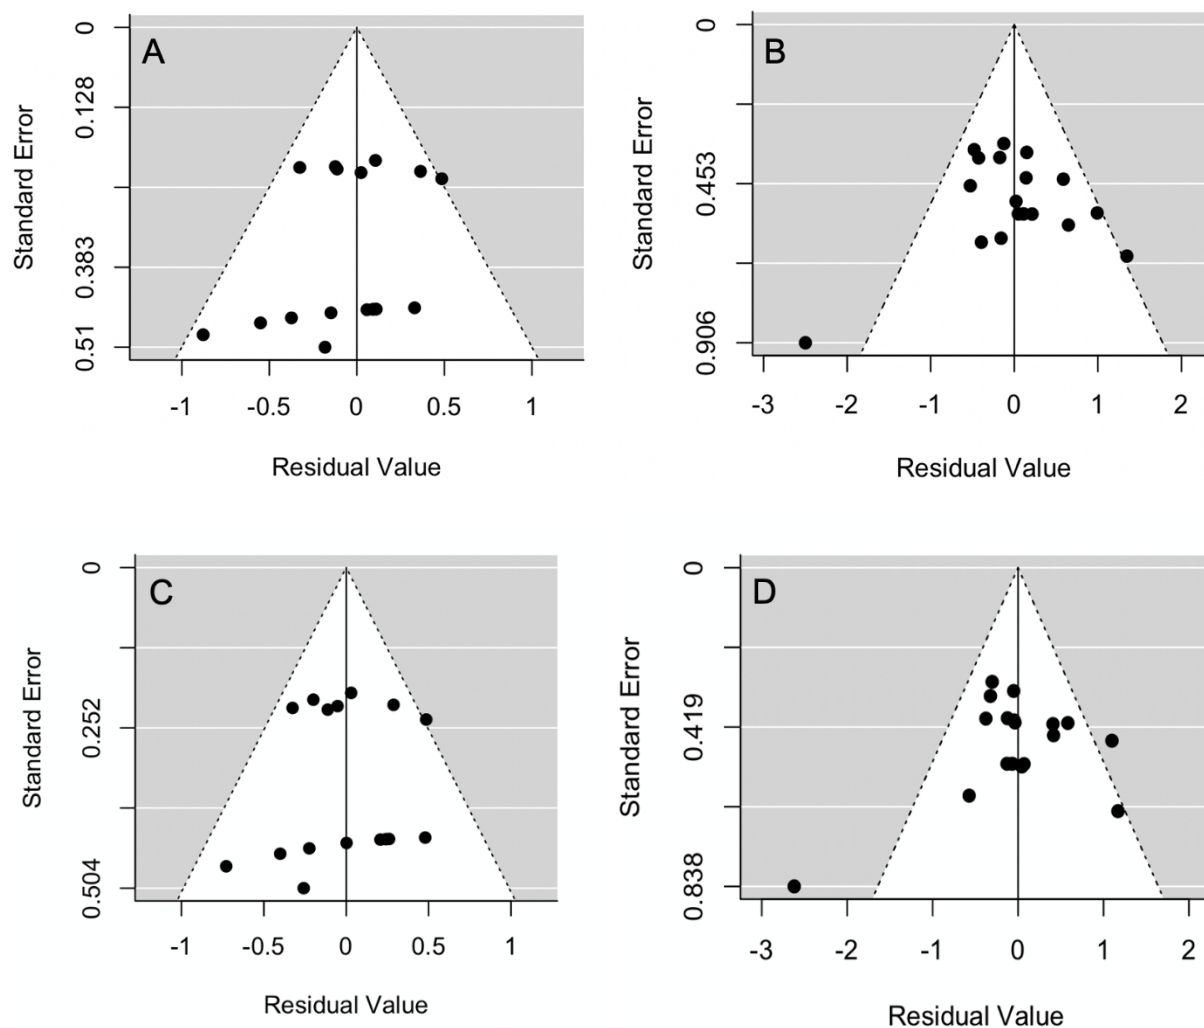 A
Standard Error
0
0.128
0.383
0.51
-1 -0.5 0 0.5 1
Residual Value
B
Standard Error
0
0.453
0.906
-3 -2 -1 0 1 2
Residual Value
C
Standard Error
0
0.252
0.504
-1 -0.5 0 0.5 1
Residual Value
D
Standard Error
0
0.419
0.838
-3 -2 -1 0 1 2
Residual Value